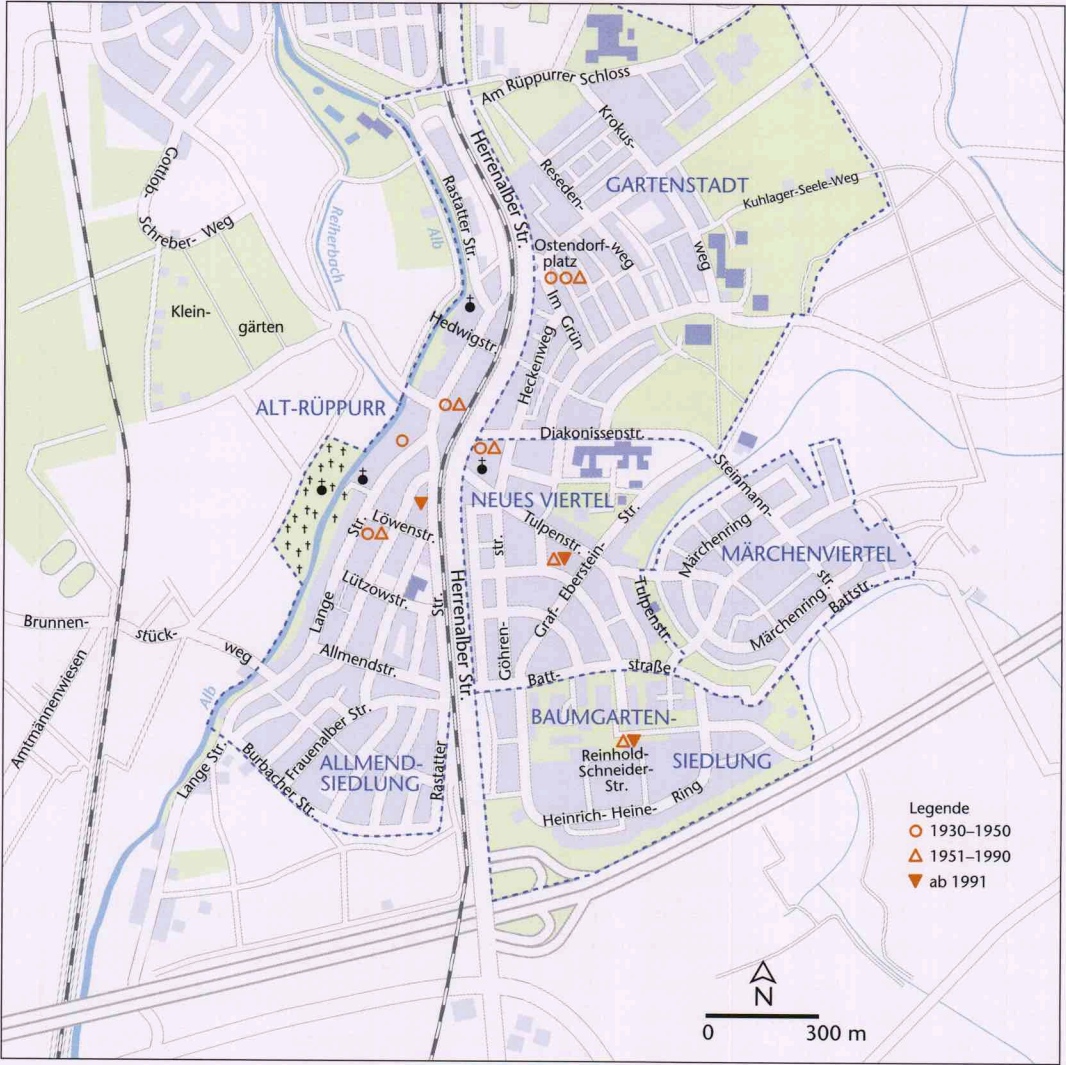 Am Rüppurrer Schloss
Krokus-
weg
Reseden-
weg
GARTENSTADT
Kuhlager-Seele-Weg
Gottlob-
Schreber- Weg
Reiherbach
Alb
Rastatter Str.
Herrenalber Str.
Ostendorf-
platz
Im Grün
Heckenweg
Klein-
gärten
Hedwigstr.
ALT-RÜPPURR
Diakonissenstr.
Steinmann-
str.
NEUES VIERTEL
Tulpenstr.
Graf- Eberstein- Str.
MÄRCHENVIERTEL
Märchenring
Märchenring
Battstr.
Tulpenstr.
Löwenstr.
Lützowstr.
Lange Str.
Allmendstr.
Herrenalber Str.
Göhren-
str.
Batt-
straße
Brunnen-
stück-
weg
Amtmännenwiesen
Alb
Lange Str.
Burbacher Str.
Frauenalber Str.
ALLMEND-
SIEDLUNG
Rastatter
Str.
BAUMGARTEN-
SIEDLUNG
Reinhold-
Schneider-
Str.
Heinrich- Heine- Ring
Legende
1930–1950
1951–1990
ab 1991
N
0 300 m